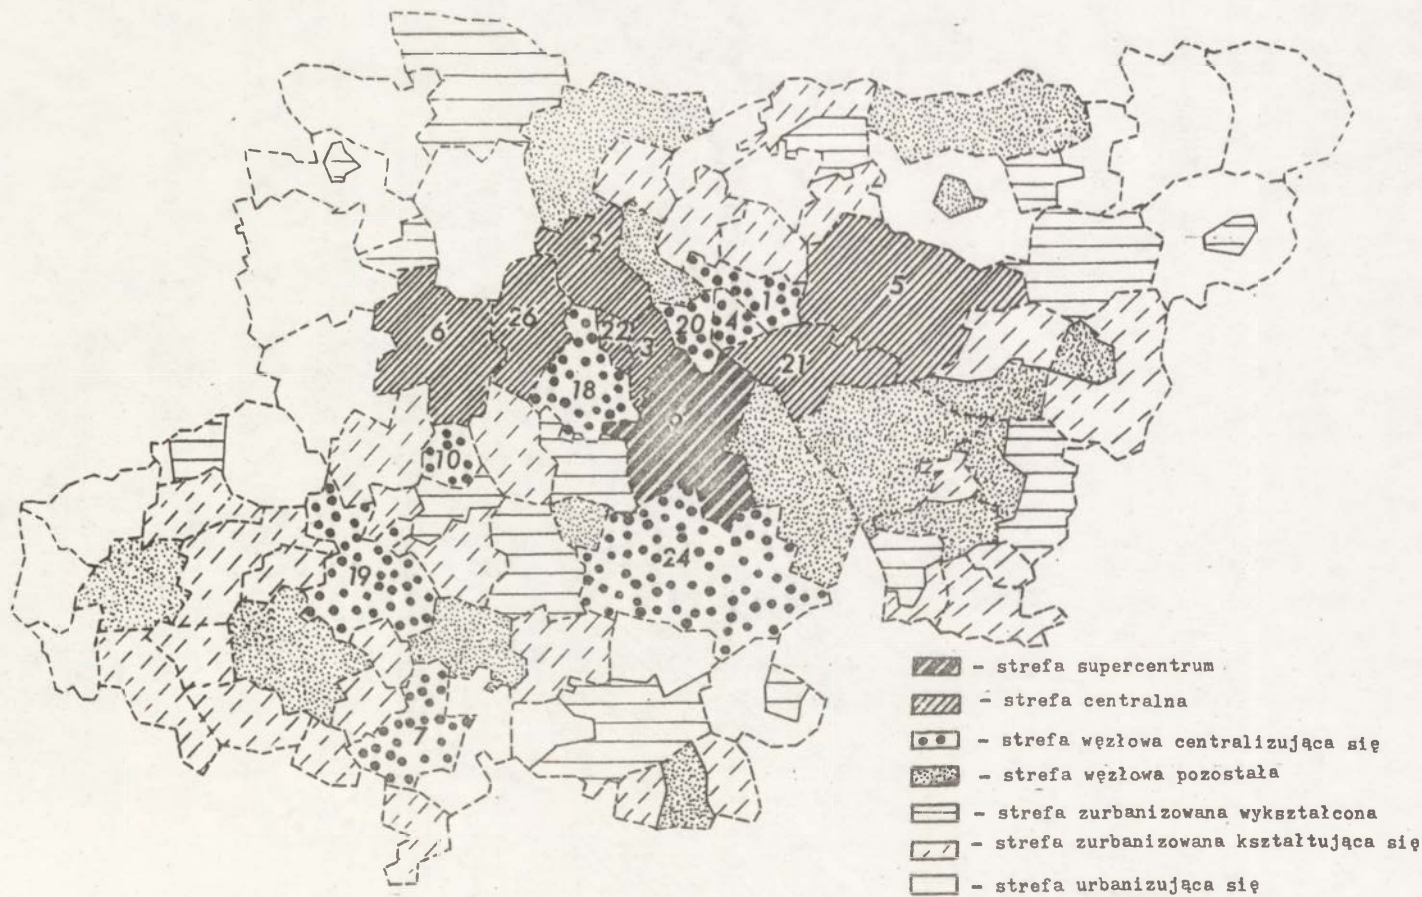 2
5
1
6
26
22
20
4
3
21
18
9
10
24
19
7
- strefa supercentrum
- strefa centralna
- strefa węzłowa centralizująca się
- strefa węzłowa pozostała
- strefa zurbanizowana wykształcona
- strefa zurbanizowana kształtująca się
- strefa urbanizująca się